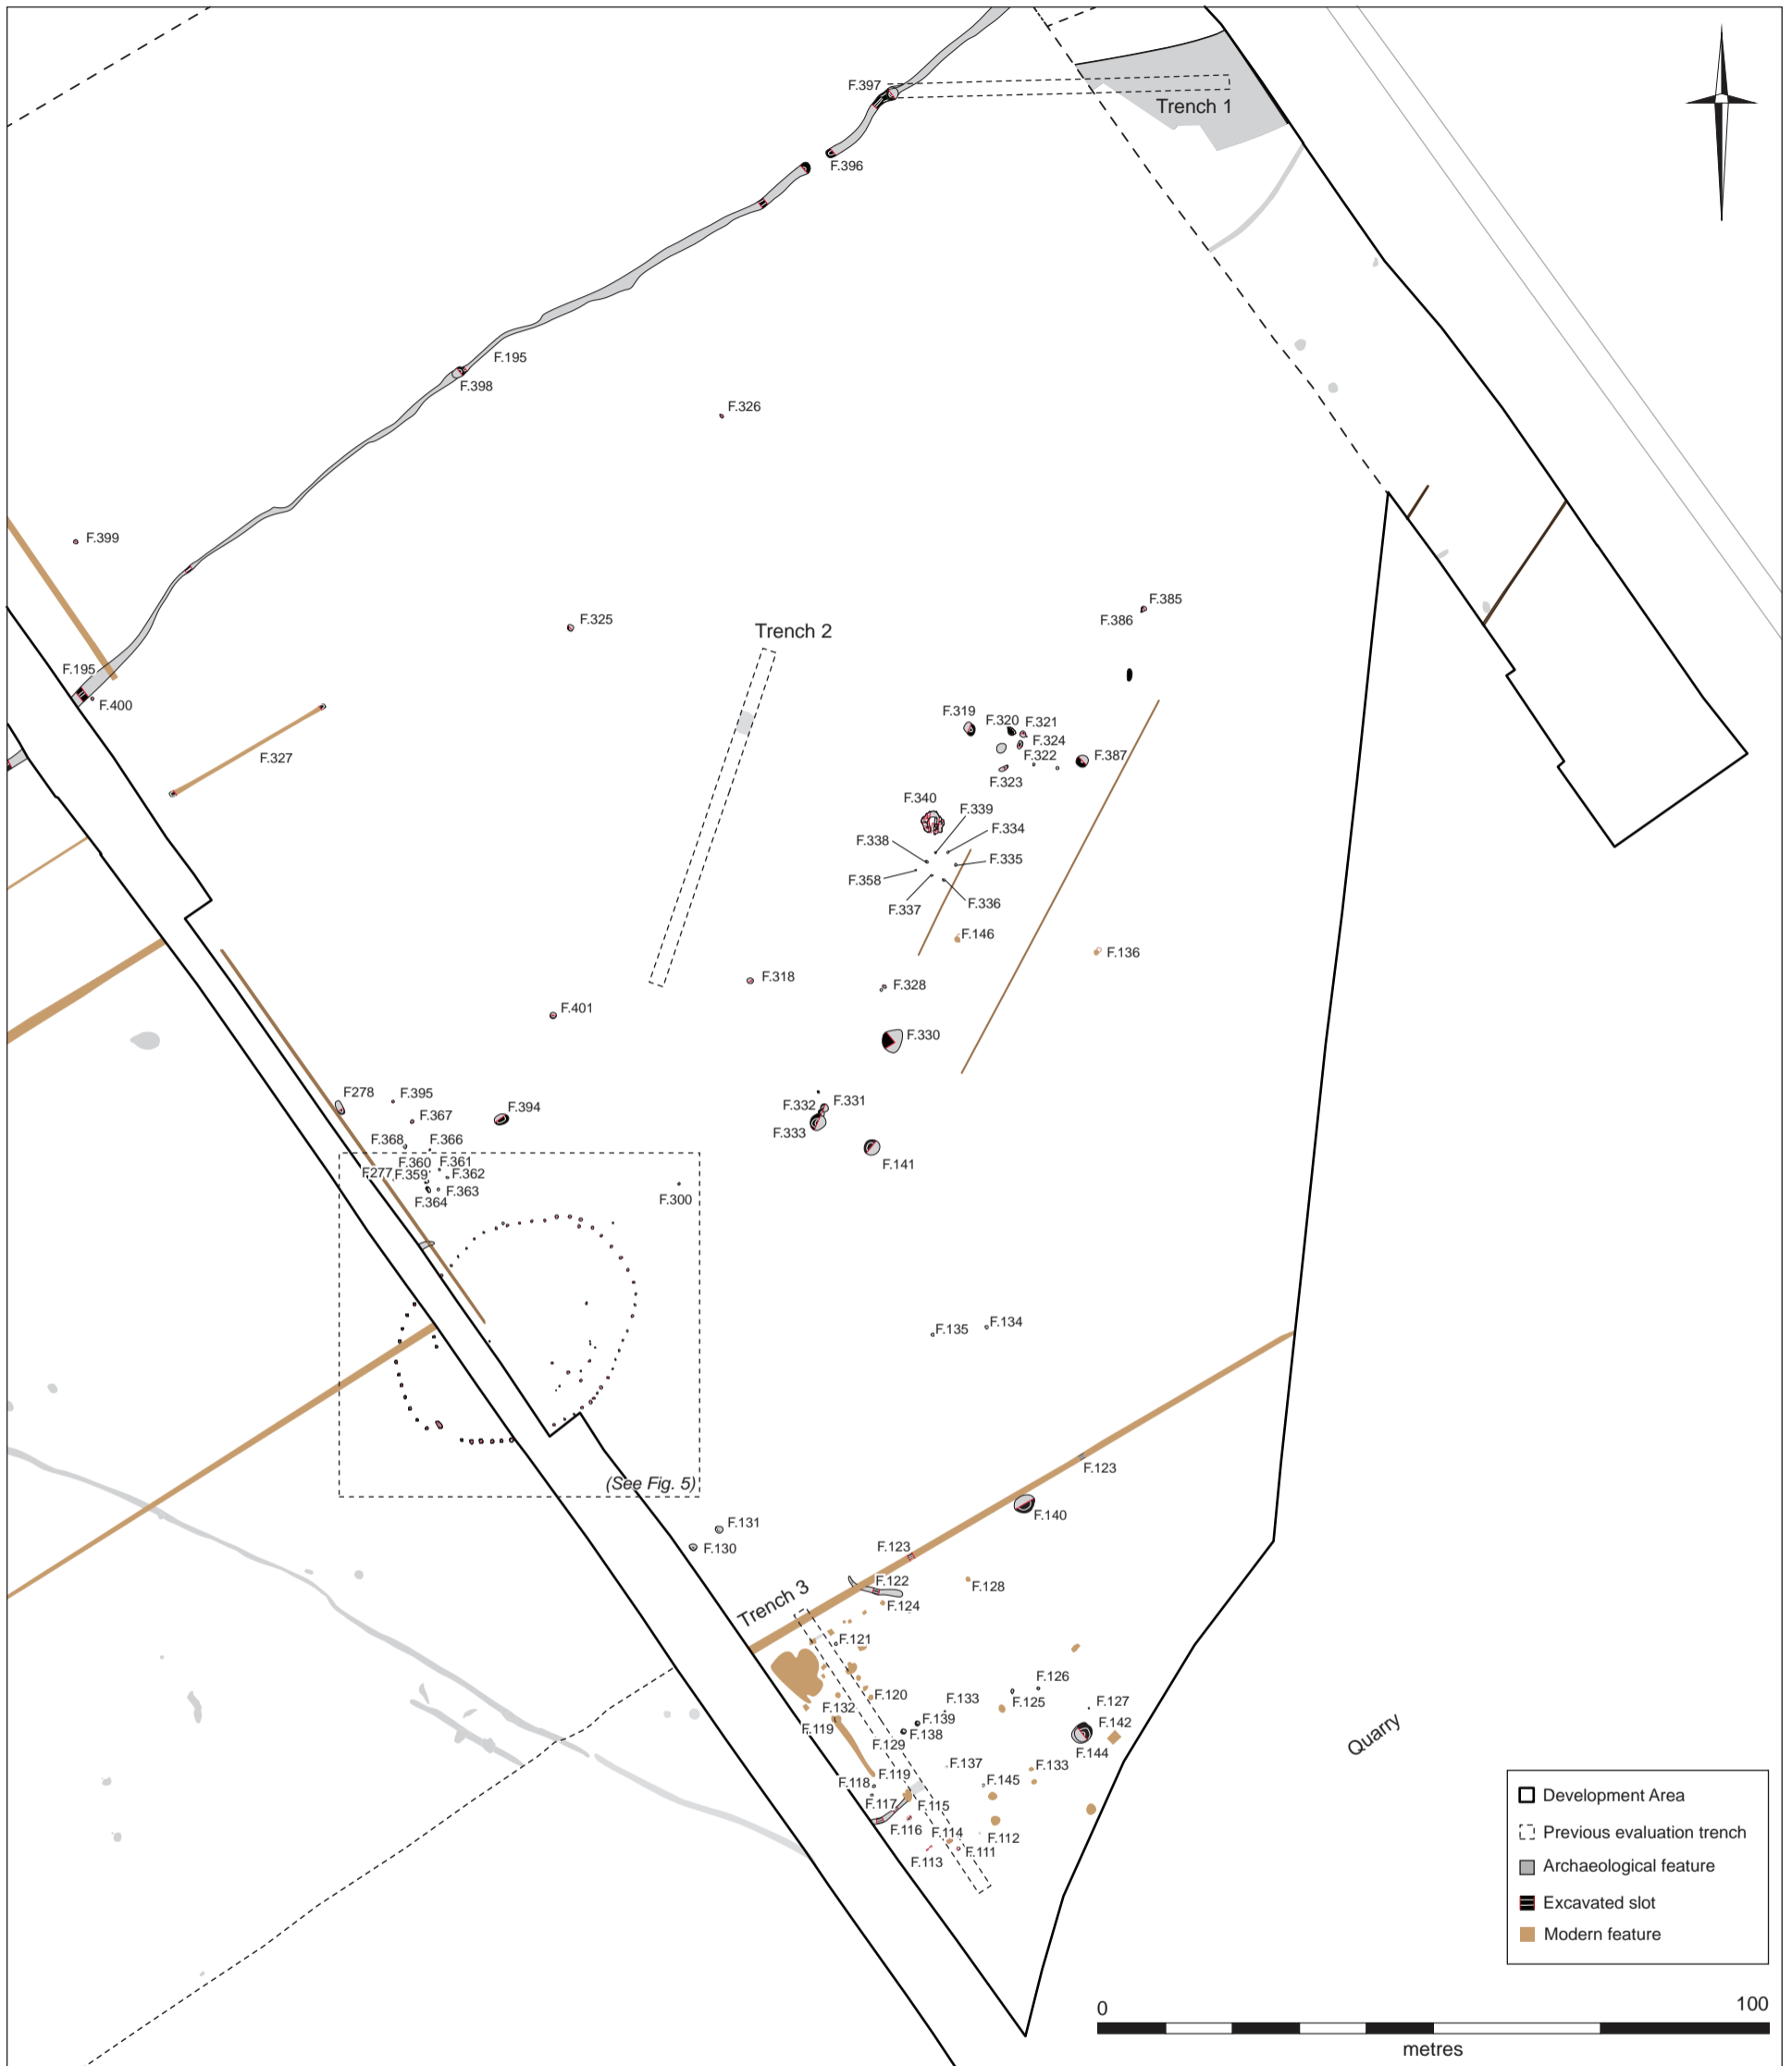 F.397
Trench 1
F.396
F.195
F.398
F.326
F.399
F.385
F.386
F.325
Trench 2
F.195
F.400
F.327
F.319
F.320
F.321
F.324
F.322
F.387
F.323
F.340
F.339
F.334
F.338
F.335
F.358
F.336
F.337
F.146
F.136
F.318
F.328
F.401
F.330
F278
F.395
F.394
F.367
F.332
F.331
F.333
F.368
F.366
F.141
F.360
F.361
F.277
F.359
F.362
F.363
F.364
F.300
F.135
F.134
F.123
(See Fig. 5)
F.140
F.131
F.130
F.123
F.122
F.128
Trench 3
F.124
F.121
F.126
F.120
F.125
F.132
F.133
F.127
F.119
F.139
F.138
F.142
F.129
F.144
Quarry
F.137
F.133
F.119
F.118
F.145
F.117
F.115
F.116
F.114
F.112
F.111
F.113
Development Area
Previous evaluation trench
Archaeological feature
Excavated slot
Modern feature
0 100
metres